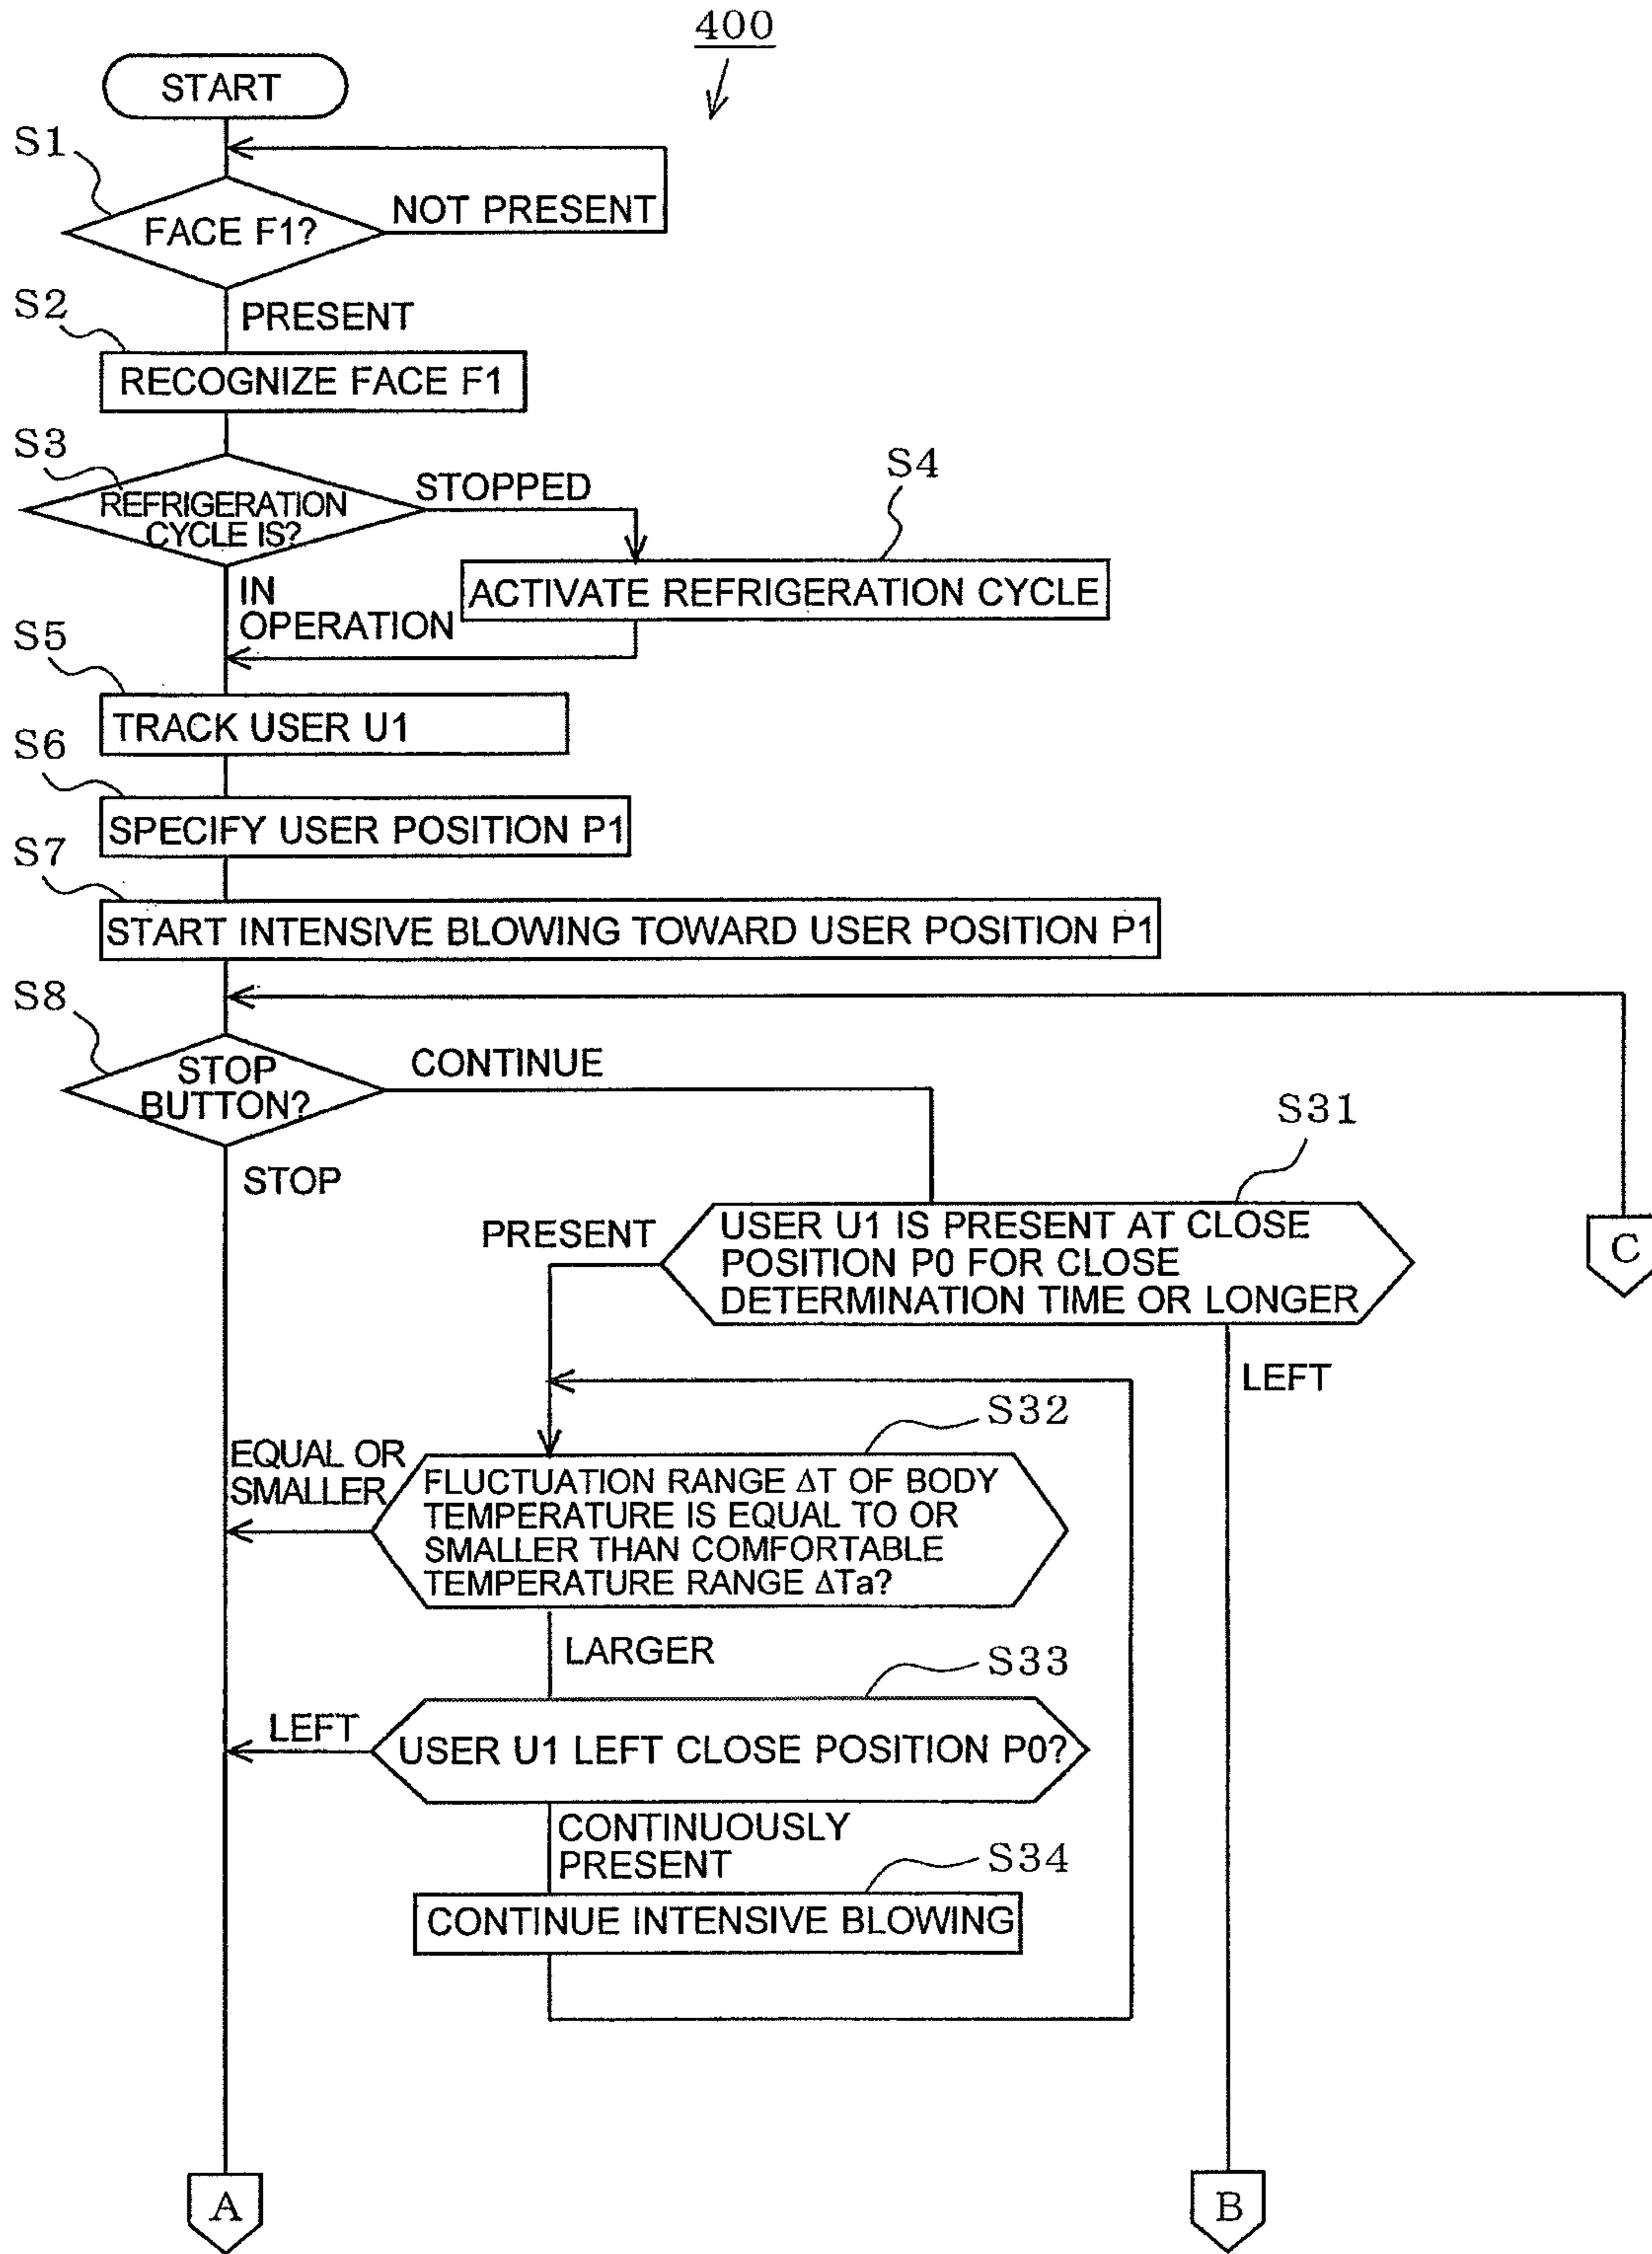 400
START
S1
NOT PRESENT
FACE F1?
S2
PRESENT
RECOGNIZE FACE F1
S3
STOPPED
S4
REFRIGERATION
CYCLE IS?
IN
OPERATION
ACTIVATE REFRIGERATION CYCLE
S5
TRACK USER U1
S6
SPECIFY USER POSITION P1
S7
START INTENSIVE BLOWING TOWARD USER POSITION P1
S8
STOP
BUTTON?
CONTINUE
STOP
S31
PRESENT
USER U1 IS PRESENT AT CLOSE
POSITION P0 FOR CLOSE
DETERMINATION TIME OR LONGER
C
LEFT
S32
EQUAL OR
SMALLER
FLUCTUATION RANGE ΔT OF BODY
TEMPERATURE IS EQUAL TO OR
SMALLER THAN COMFORTABLE
TEMPERATURE RANGE ΔTa?
LARGER
S33
LEFT
USER U1 LEFT CLOSE POSITION P0?
CONTINUOUSLY
PRESENT
S34
CONTINUE INTENSIVE BLOWING
A
B